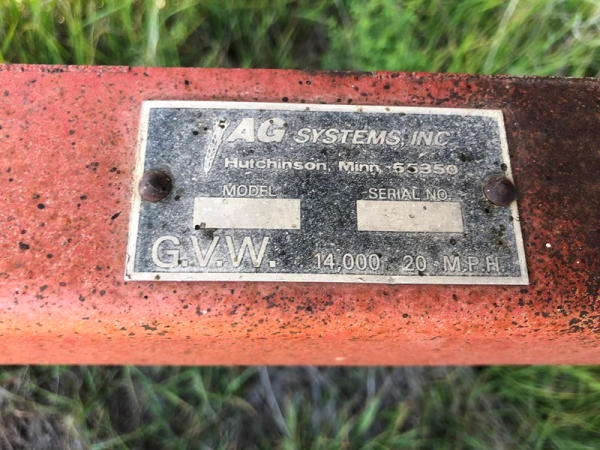 AG SYSTEMS, INC.
Hutchinson, Minn. 55350
MODEL
SERIAL NO.
G.V.W. 14,000 20 M.P.H.